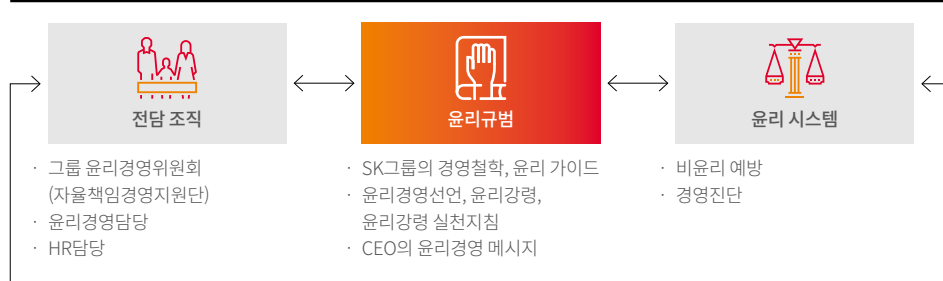 전담 조직
· 그룹 윤리경영위원회
(자율책임경영지원단)
· 윤리경영담당
· HR담당
윤리규범
· SK그룹의 경영철학, 윤리 가이드
· 윤리경영선언, 윤리강령,
윤리강령 실천지침
· CEO의 윤리경영 메시지
윤리 시스템
· 비윤리 예방
· 경영진단